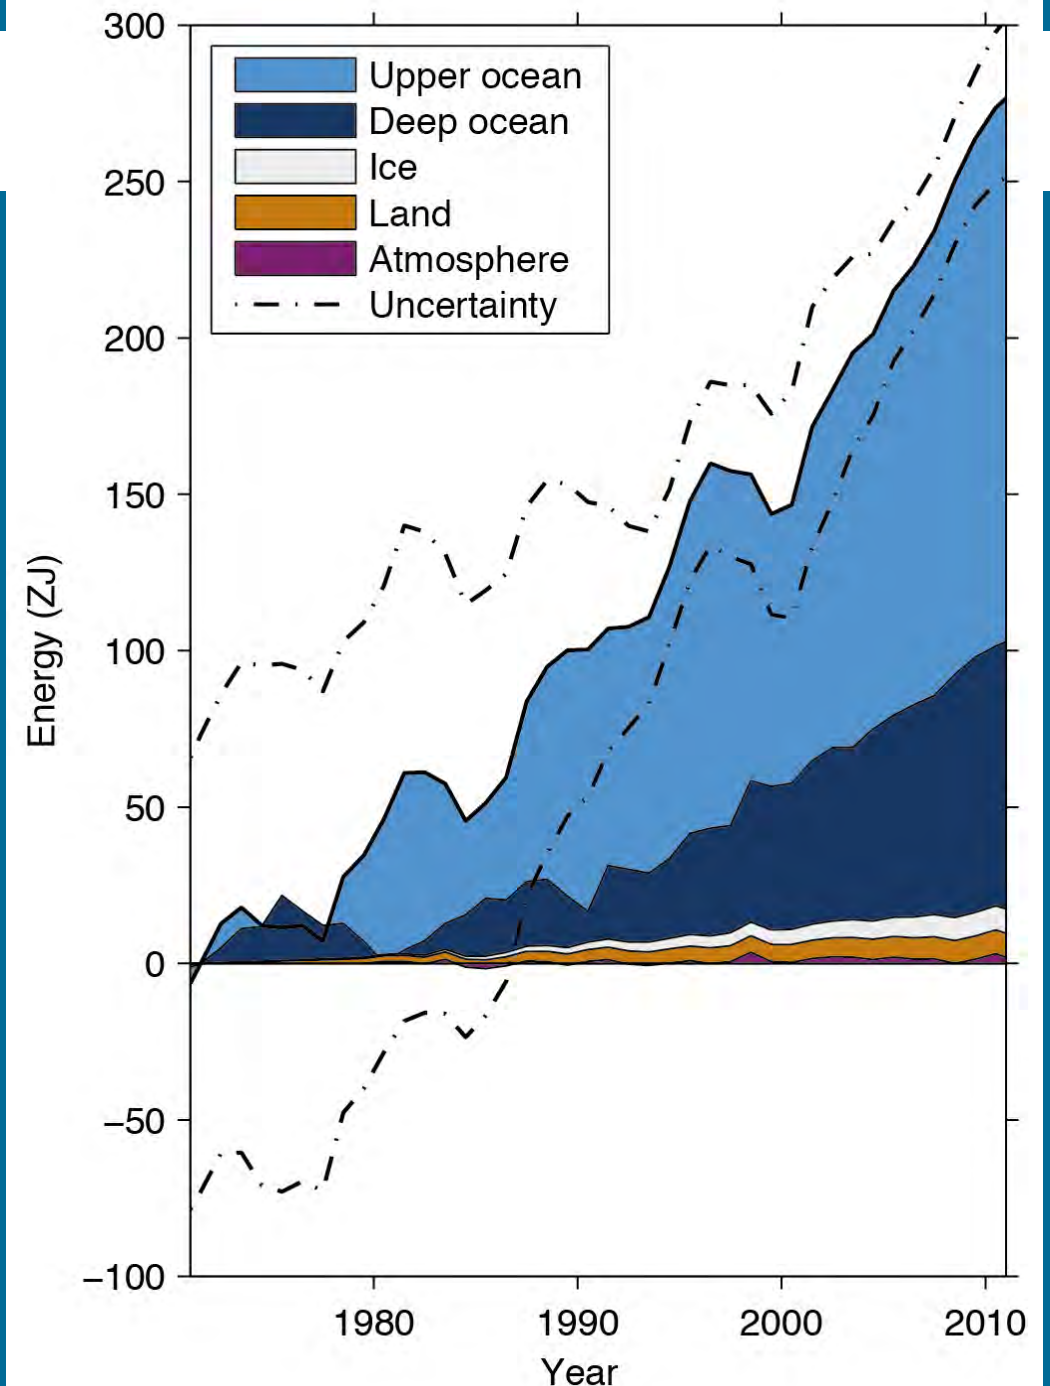 300
250
200
150
100
50
0
−50
−100
Energy (ZJ)
Upper ocean
Deep ocean
Ice
Land
Atmosphere
Uncertainty
1980 1990 2000 2010
Year